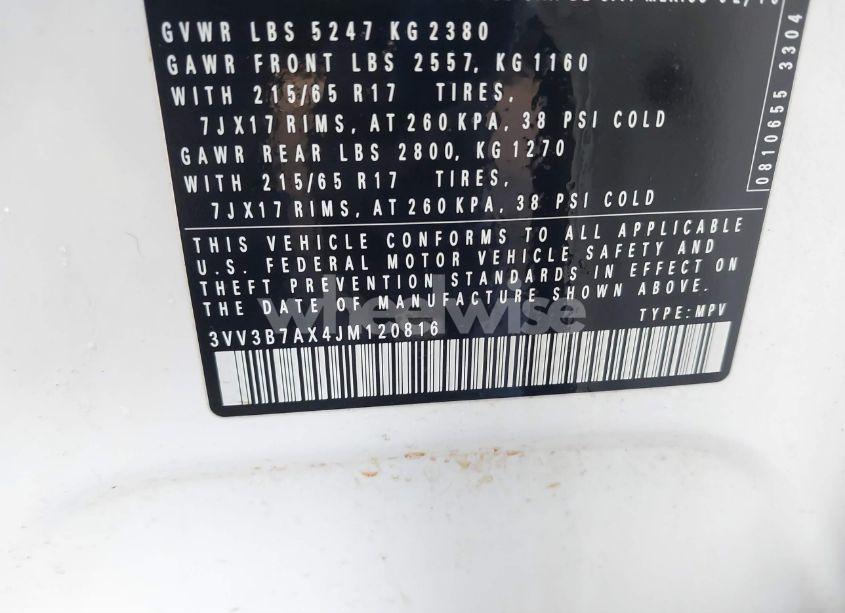 GVWR LBS 5247 KG 2380
GAWR FRONT LBS 2557, KG 1160
WITH 215/65 R17 TIRES,
7JX17 RIMS, AT 260 KPA, 38 PSI COLD
GAWR REAR LBS 2800, KG 1270
WITH 215/65 R17 TIRES,
7JX17 RIMS, AT 260 KPA, 38 PSI COLD
THIS VEHICLE CONFORMS TO ALL APPLICABLE
U.S. FEDERAL MOTOR VEHICLE SAFETY AND
THEFT PREVENTION STANDARDS IN EFFECT ON
THE DATE OF MANUFACTURE SHOWN ABOVE.
3VV3B7AX4JM120816 TYPE: MPV
0810655 3304
wheelwise